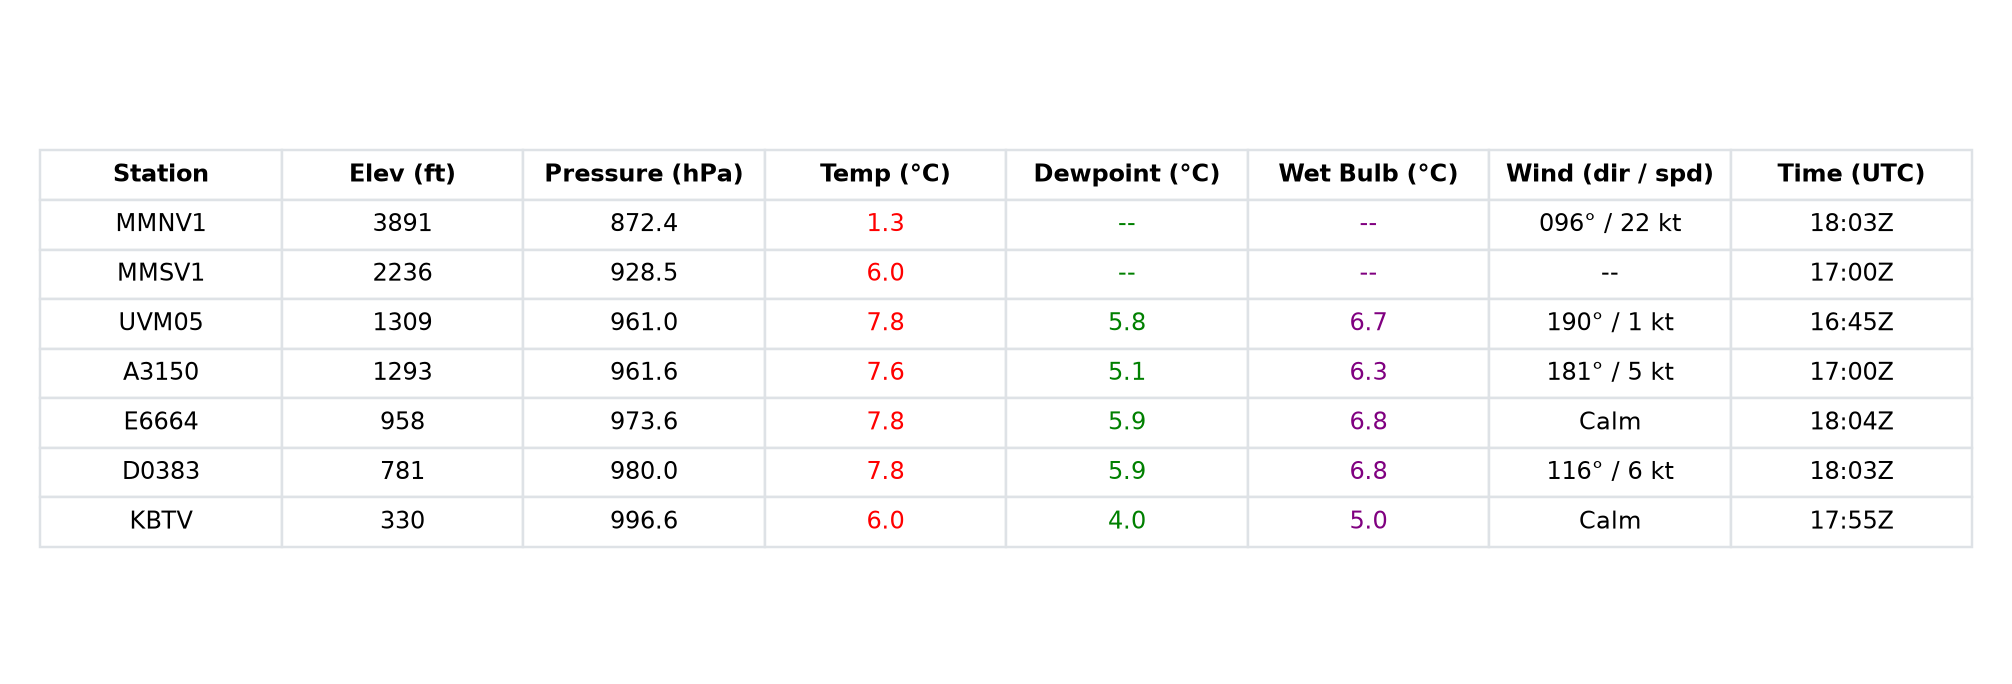 Station Elev (ft) Pressure (hPa) Temp (°C) Dewpoint (°C) Wet Bulb (°C) Wind (dir / spd) Time (UTC)
MMNV1 3891 872.4 1.3 -- -- 096° / 22 kt 18:03Z
MMSV1 2236 928.5 6.0 -- -- -- 17:00Z
UVM05 1309 961.0 7.8 5.8 6.7 190° / 1 kt 16:45Z
A3150 1293 961.6 7.6 5.1 6.3 181° / 5 kt 17:00Z
E6664 958 973.6 7.8 5.9 6.8 Calm 18:04Z
D0383 781 980.0 7.8 5.9 6.8 116° / 6 kt 18:03Z
KBTV 330 996.6 6.0 4.0 5.0 Calm 17:55Z